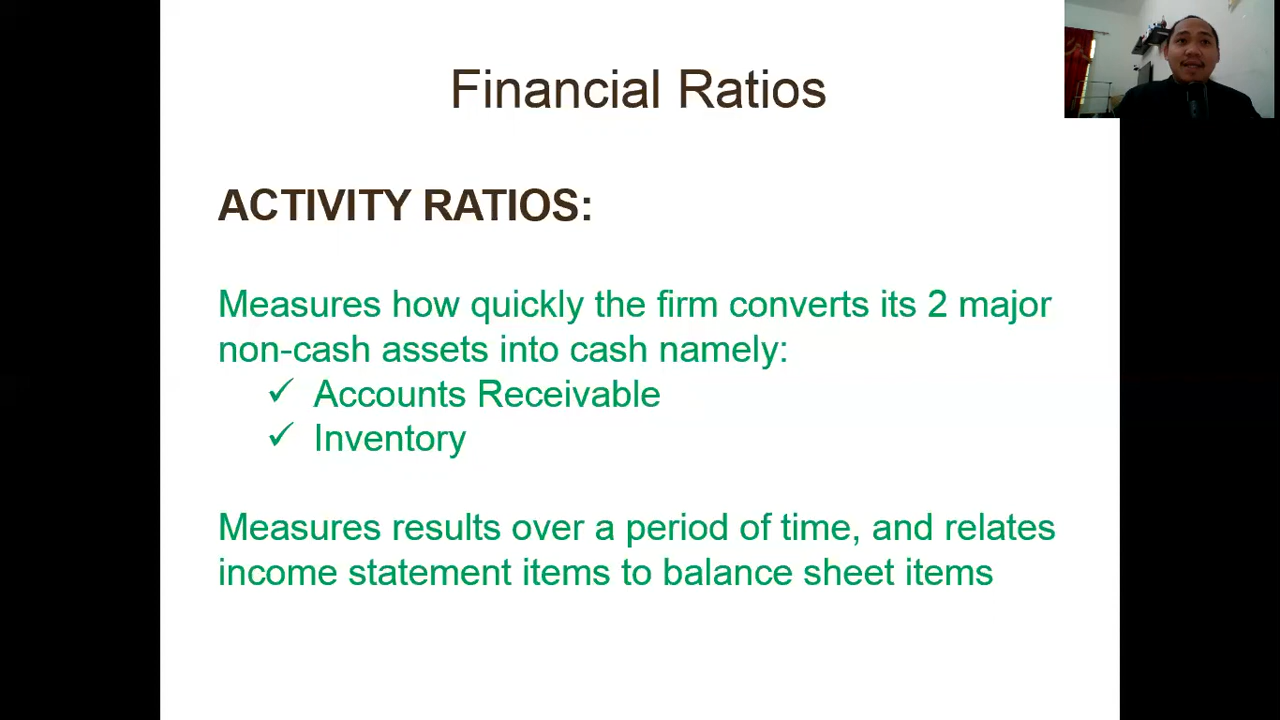 Financial Ratios
ACTIVITY RATIOS:
Measures how quickly the firm converts its 2 major
non-cash assets into cash namely:
✓ Accounts Receivable
✓ Inventory
Measures results over a period of time, and relates
income statement items to balance sheet items